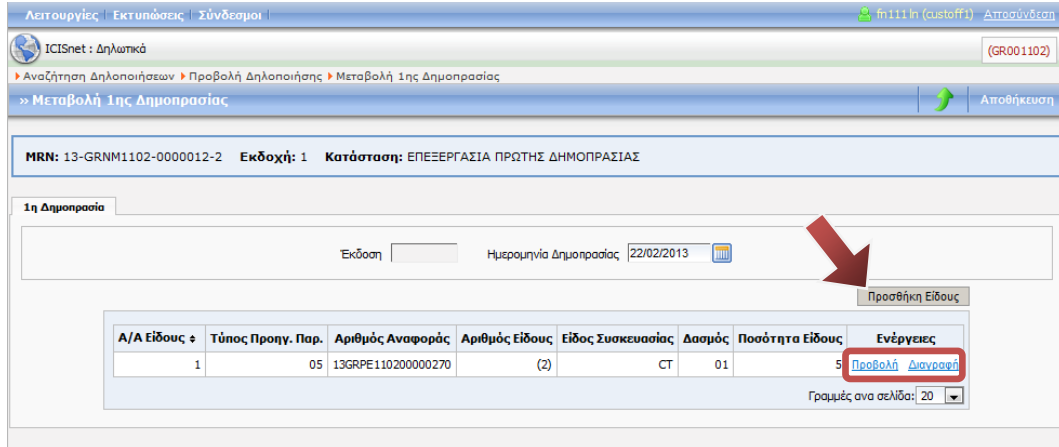 Λειτουργίες | Εκτυπώσεις | Σύνδεσμοι | fn111 ln (custoff1) Αποσύνδεση
ICISnet : Δηλωτικά (GR001102)
Αναζήτηση Δηλοποιήσεων Προβολή Δηλοποιήσης Μεταβολή 1ης Δημοπρασίας
» Μεταβολή 1ης Δημοπρασίας Αποθήκευση
MRN: 13-GRNM1102-0000012-2 Εκδοχή: 1 Κατάσταση: ΕΠΕΞΕΡΓΑΣΙΑ ΠΡΩΤΗΣ ΔΗΜΟΠΡΑΣΙΑΣ
1η Δημοπρασία
Έκδοση Ημερομηνία Δημοπρασίας 22/02/2013
Προσθήκη Είδους
Α/Α Είδους Τύπος Προηγ. Παρ. Αριθμός Αναφοράς Αριθμός Είδους Είδος Συσκευασίας Δασμός Ποσότητα Είδους Ενέργειες
1 05 13GRPE110200000270 (2) CT 01 5 Προβολή Διαγραφή
Γραμμές ανα σελίδα: 20